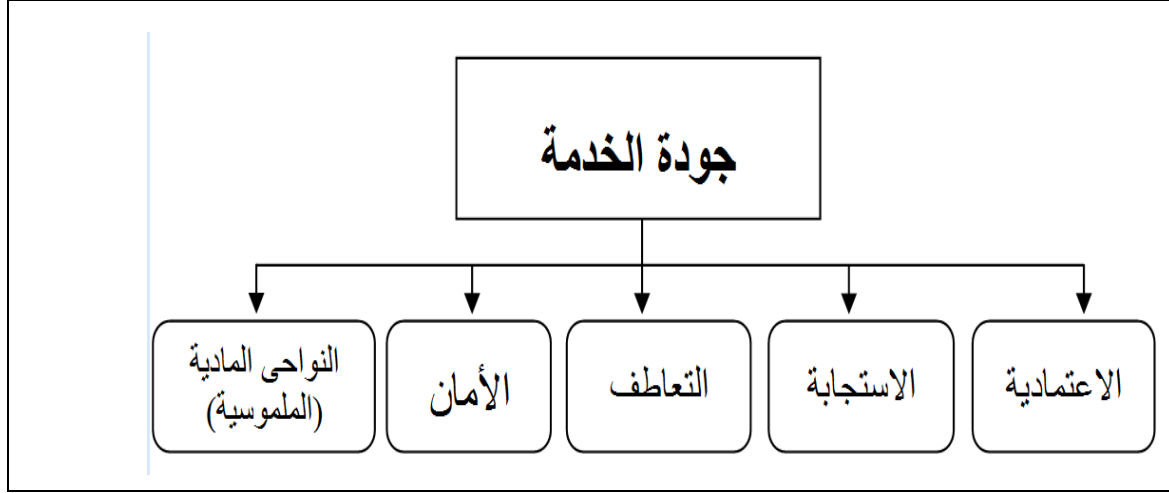 جودة الخدمة
الاعتمادية
الاستجابة
التعاطف
الأمان
النواحى المادية
(الملموسية)